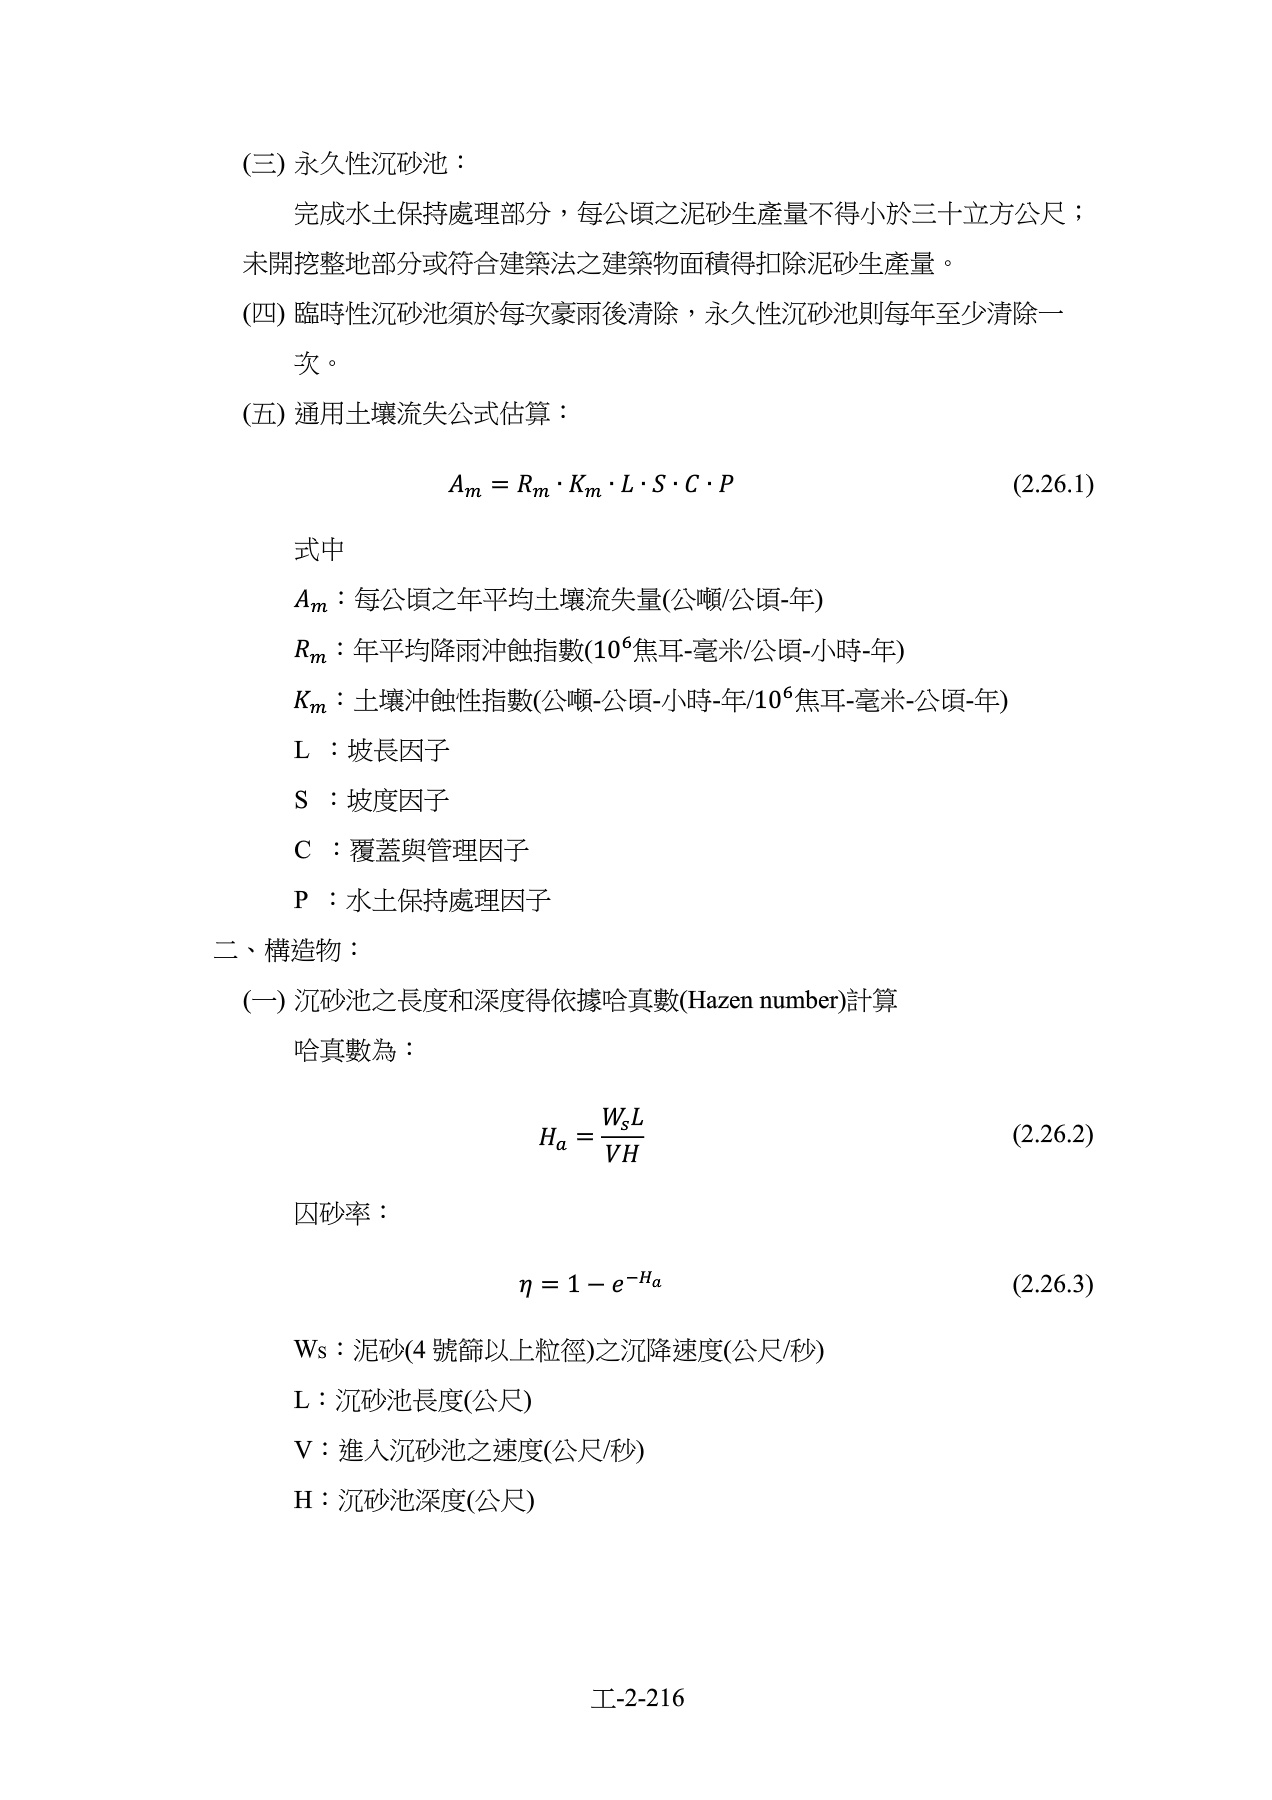 (三) 永久性沉砂池：
完成水土保持處理部分，每公頃之泥砂生產量不得小於三十立方公尺；
未開挖整地部分或符合建築法之建築物面積得扣除泥砂生產量。
(四) 臨時性沉砂池須於每次豪雨後清除，永久性沉砂池則每年至少清除一
次。
(五) 通用土壤流失公式估算：
$A_m = R_m \cdot K_m \cdot L \cdot S \cdot C \cdot P$ (2.26.1)
式中
$A_m$：每公頃之年平均土壤流失量(公噸/公頃-年)
$R_m$：年平均降雨沖蝕指數($10^6$焦耳-毫米/公頃-小時-年)
$K_m$：土壤沖蝕性指數(公噸-公頃-小時-年/$10^6$焦耳-毫米-公頃-年)
L ：坡長因子
S ：坡度因子
C ：覆蓋與管理因子
P ：水土保持處理因子
二、構造物：
(一) 沉砂池之長度和深度得依據哈真數(Hazen number)計算
哈真數為：
$H_a = \frac{W_s L}{VH}$ (2.26.2)
囚砂率：
$\eta = 1 - e^{-H_a}$ (2.26.3)
Ws：泥砂(4 號篩以上粒徑)之沉降速度(公尺/秒)
L：沉砂池長度(公尺)
V：進入沉砂池之速度(公尺/秒)
H：沉砂池深度(公尺)
工-2-216